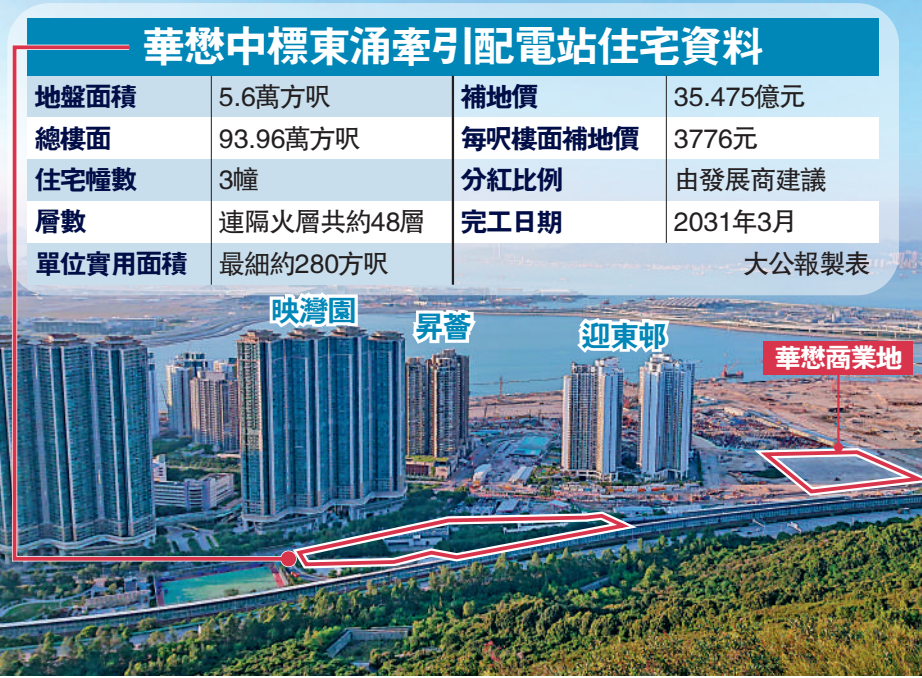 華懋中標東涌牽引配電站住宅資料
地盤面積 5.6萬方呎 補地價 35.475億元
總樓面 93.96萬方呎 每呎樓面補地價 3776元
住宅幢數 3幢 分紅比例 由發展商建議
層數 連隔火層共約48層 完工日期 2031年3月
單位實用面積 最細約280方呎 大公報製表
映灣園
昇薈
迎東邨
華懋商業地